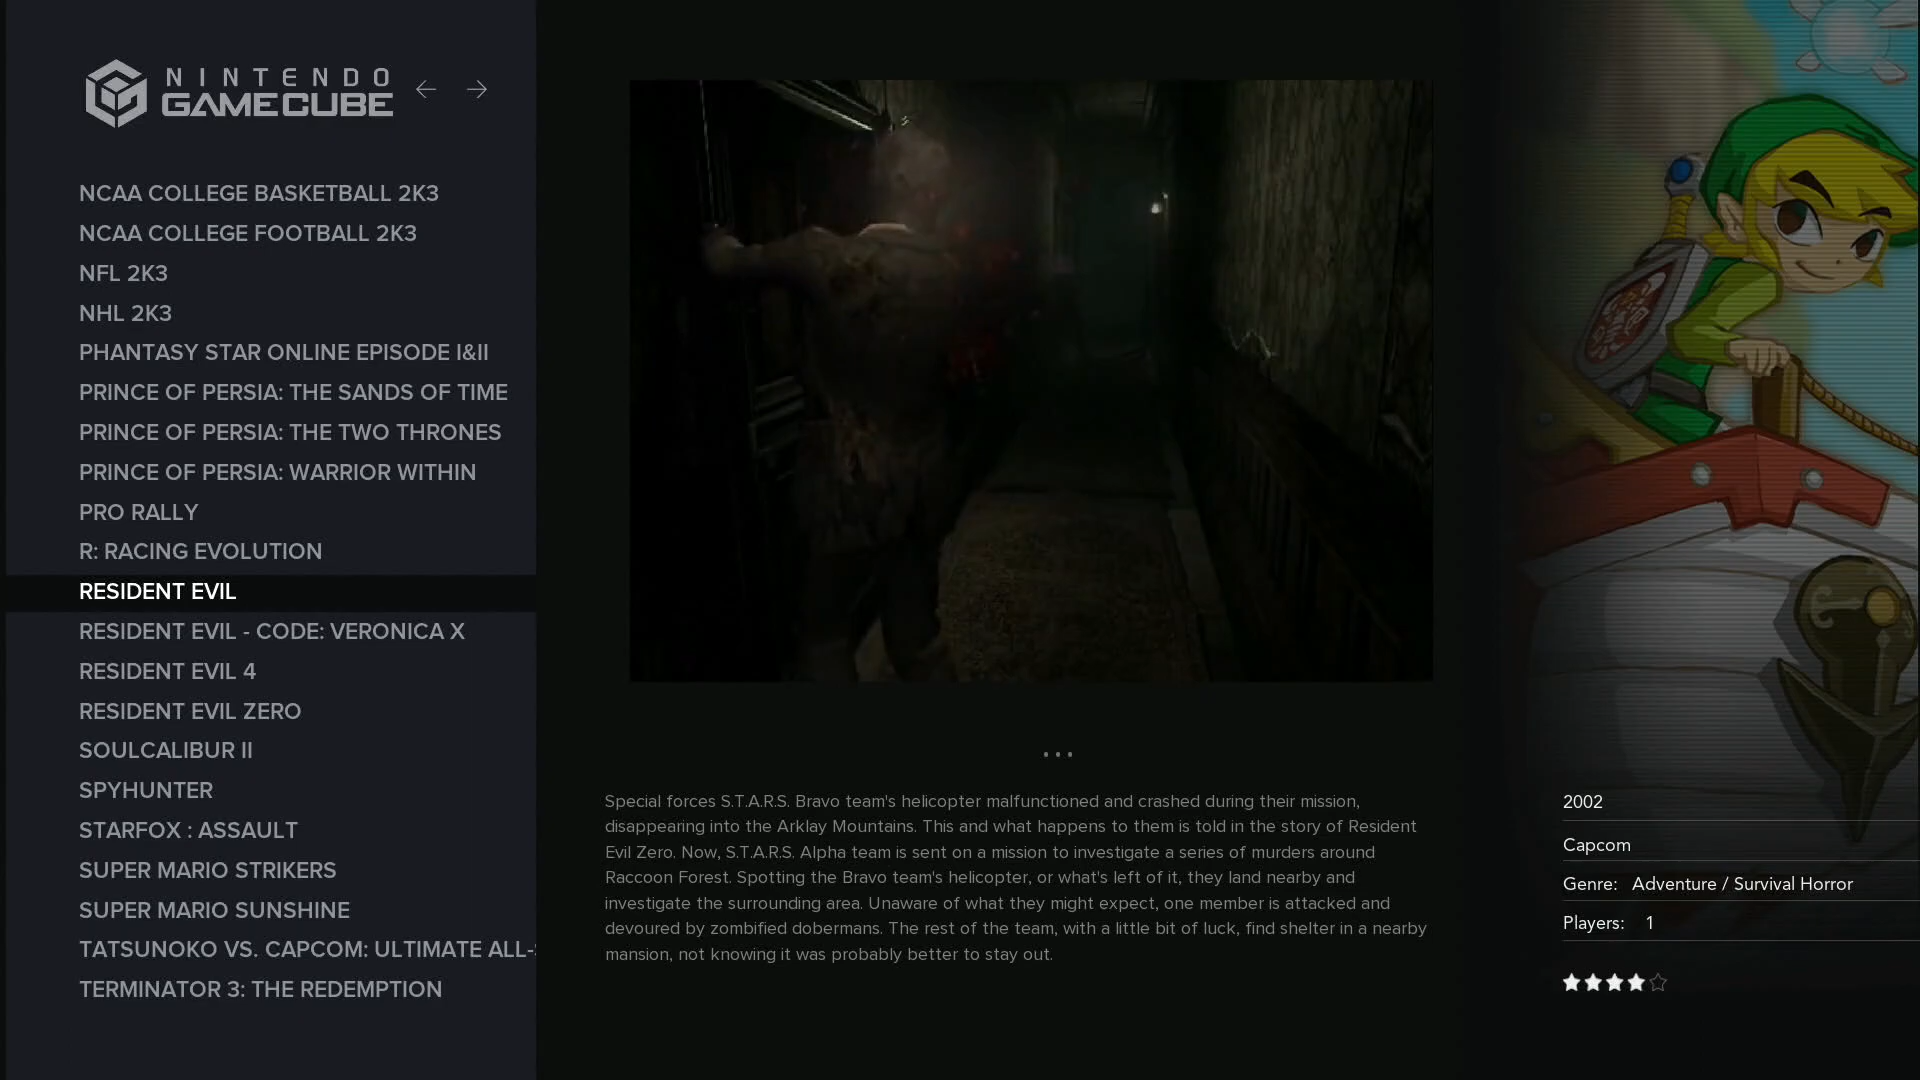 NINTENDO
GAMECUBE
NCAA COLLEGE BASKETBALL 2K3
NCAA COLLEGE FOOTBALL 2K3
NFL 2K3
NHL 2K3
PHANTASY STAR ONLINE EPISODE I&II
PRINCE OF PERSIA: THE SANDS OF TIME
PRINCE OF PERSIA: THE TWO THRONES
PRINCE OF PERSIA: WARRIOR WITHIN
PRO RALLY
R: RACING EVOLUTION
RESIDENT EVIL
RESIDENT EVIL - CODE: VERONICA X
RESIDENT EVIL 4
RESIDENT EVIL ZERO
SOULCALIBUR II
SPYHUNTER
STARFOX : ASSAULT
SUPER MARIO STRIKERS
SUPER MARIO SUNSHINE
TATSUNOKO VS. CAPCOM: ULTIMATE ALL-
TERMINATOR 3: THE REDEMPTION
Special forces S.T.A.R.S. Bravo team's helicopter malfunctioned and crashed during their mission,
disappearing into the Arklay Mountains. This and what happens to them is told in the story of Resident
Evil Zero. Now, S.T.A.R.S. Alpha team is sent on a mission to investigate a series of murders around
Raccoon Forest. Spotting the Bravo team's helicopter, or what's left of it, they land nearby and
investigate the surrounding area. Unaware of what they might expect, one member is attacked and
devoured by zombified dobermans. The rest of the team, with a little bit of luck, find shelter in a nearby
mansion, not knowing it was probably better to stay out.
2002
Capcom
Genre: Adventure / Survival Horror
Players: 1